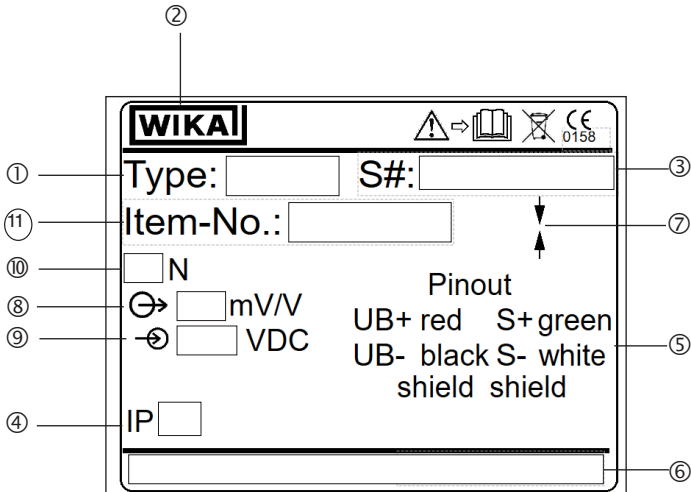 ②
WIKA
0158
① Type: S#: ③
⑪ Item-No.: ⑦
⑩ N
Pinout
⑧ mV/V
UB+ red S+ green
⑨ VDC
UB- black S- white ⑤
shield shield
④ IP
⑥